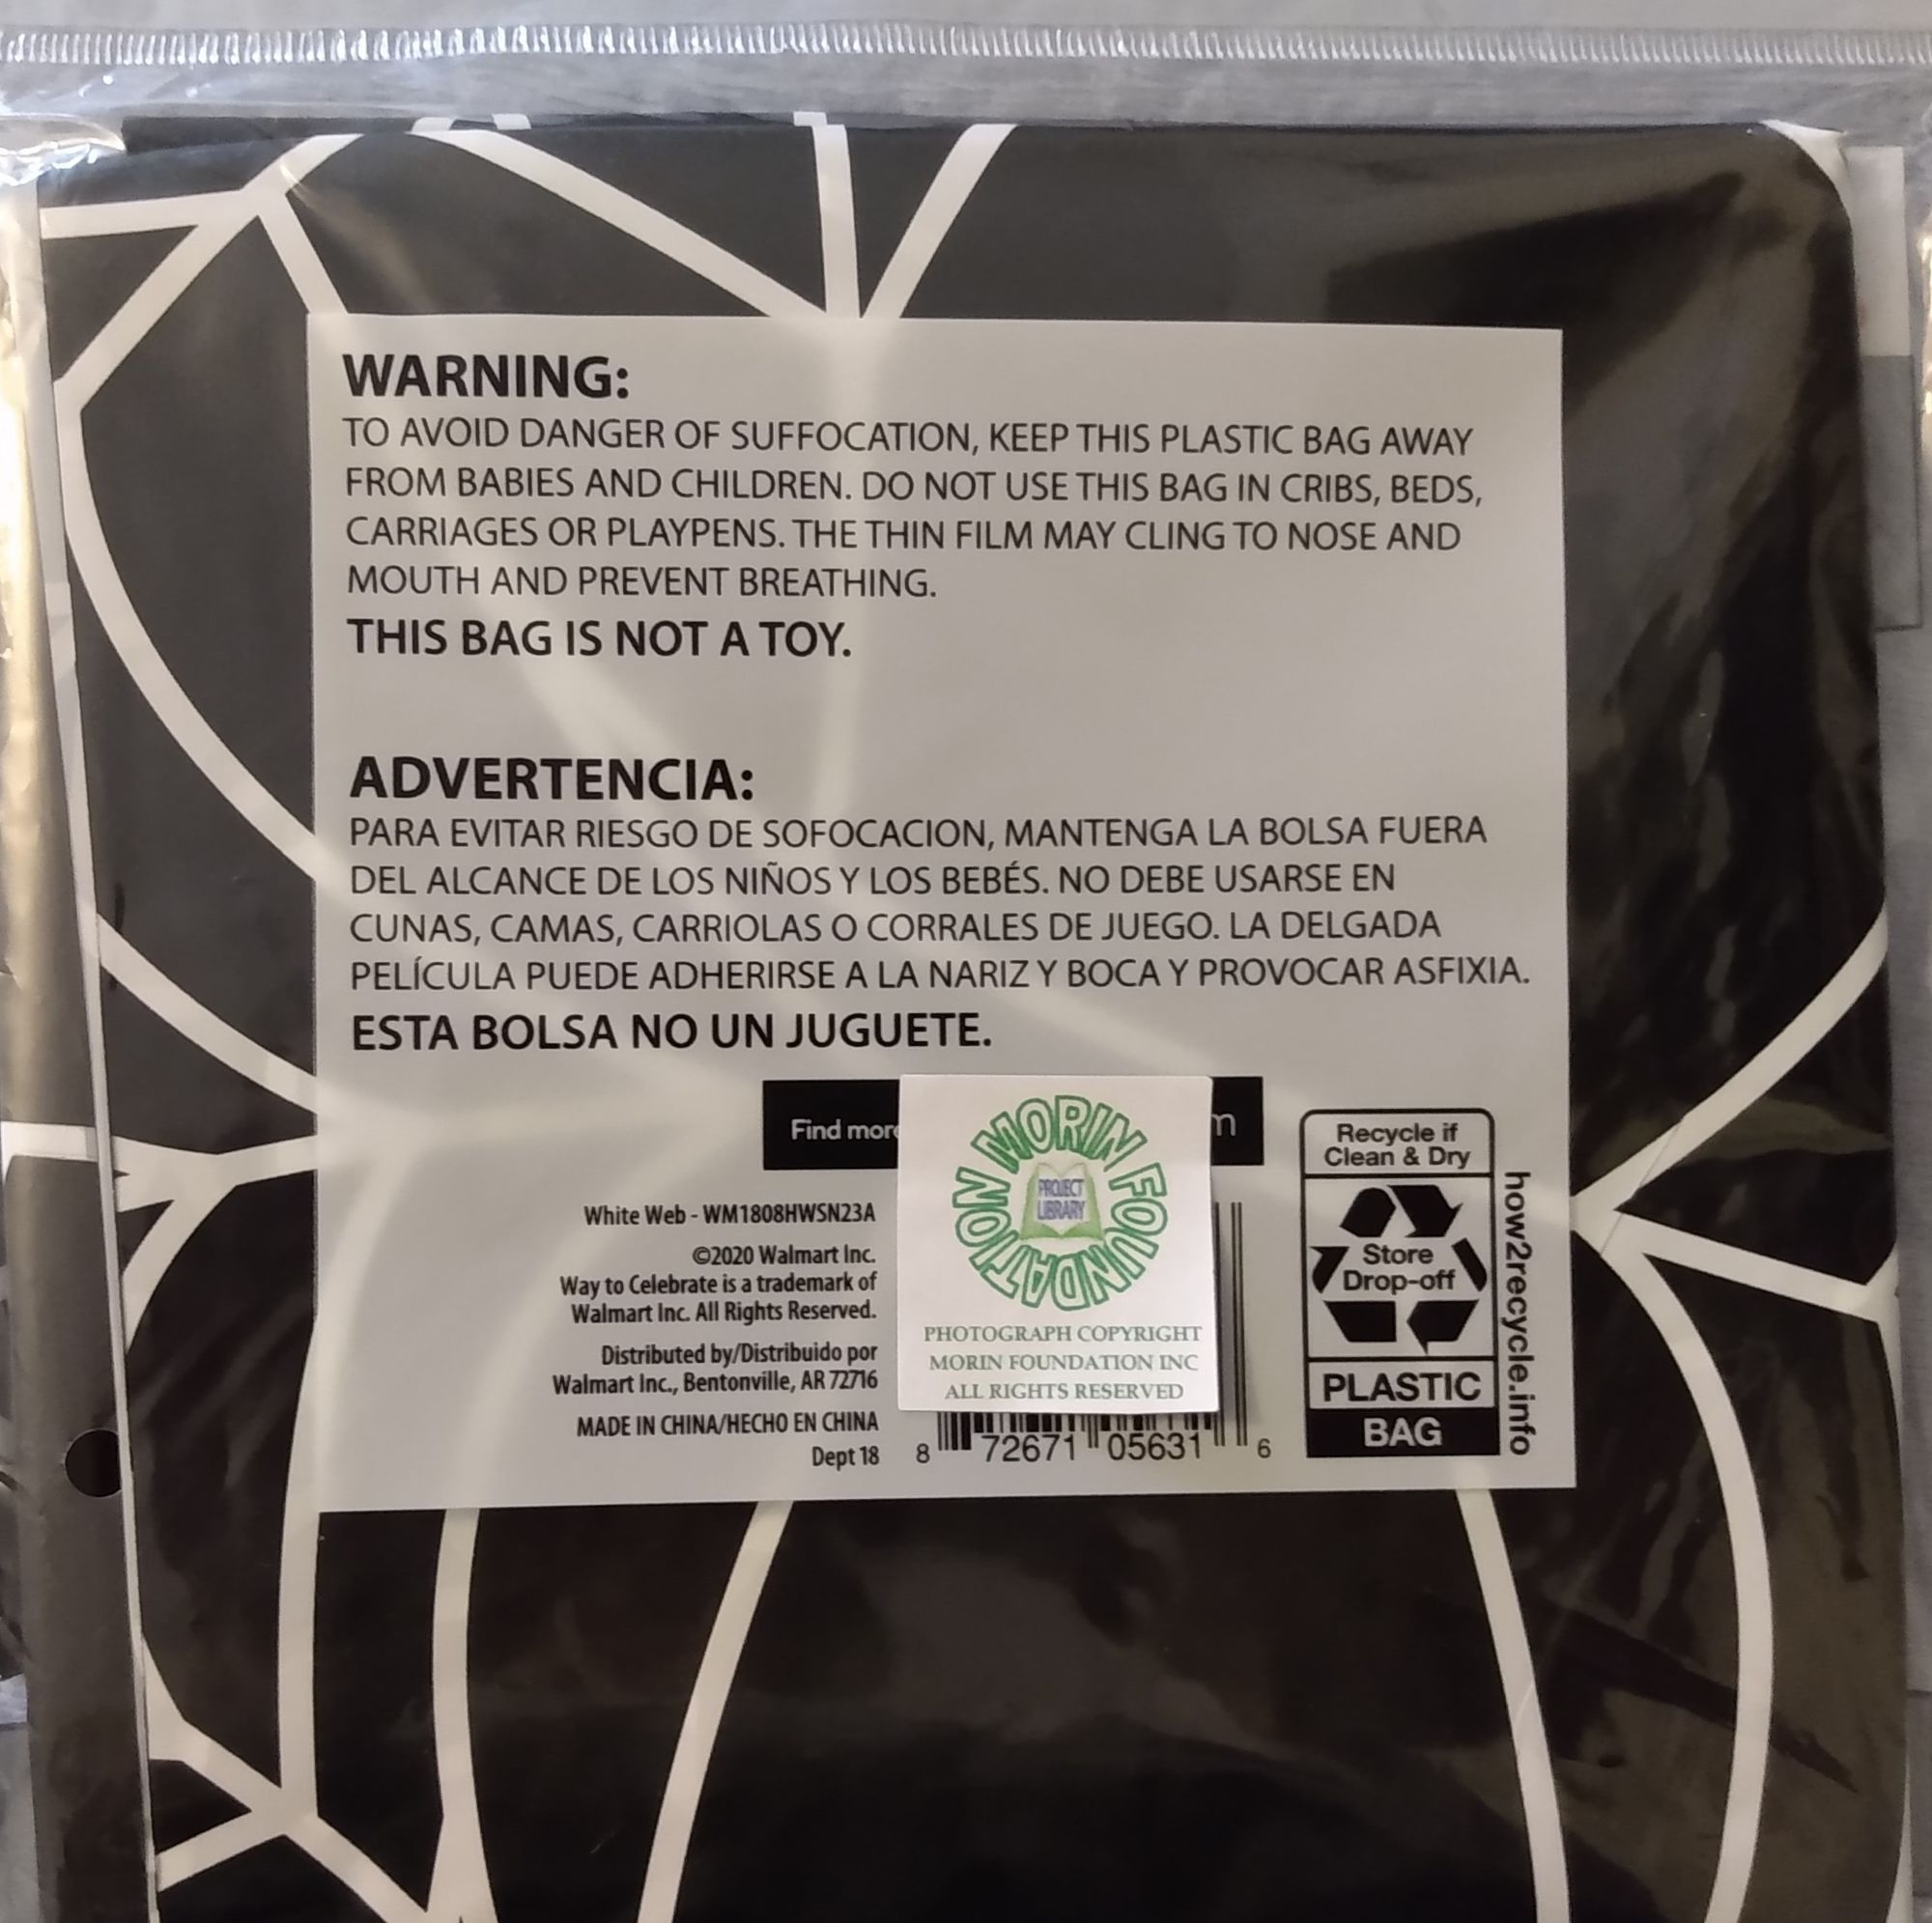 WARNING:
TO AVOID DANGER OF SUFFOCATION, KEEP THIS PLASTIC BAG AWAY
FROM BABIES AND CHILDREN. DO NOT USE THIS BAG IN CRIBS, BEDS,
CARRIAGES OR PLAYPENS. THE THIN FILM MAY CLING TO NOSE AND
MOUTH AND PREVENT BREATHING.
THIS BAG IS NOT A TOY.
ADVERTENCIA:
PARA EVITAR RIESGO DE SOFOCACION, MANTENGA LA BOLSA FUERA
DEL ALCANCE DE LOS NIÑOS Y LOS BEBÉS. NO DEBE USARSE EN
CUNAS, CAMAS, CARRIOLAS O CORRALES DE JUEGO. LA DELGADA
PELÍCULA PUEDE ADHERIRSE A LA NARIZ Y BOCA Y PROVOCAR ASFIXIA.
ESTA BOLSA NO UN JUGUETE.
Find more
m
White Web - WM1808HWSN23A
©2020 Walmart Inc.
Way to Celebrate is a trademark of
Walmart Inc. All Rights Reserved.
Distributed by/Distribuido por
Walmart Inc., Bentonville, AR 72716
MADE IN CHINA/HECHO EN CHINA
Dept 18
MORIN FOUNDATION
PROJECT
LIBRARY
PHOTOGRAPH COPYRIGHT
MORIN FOUNDATION INC
ALL RIGHTS RESERVED
8 72671 05631 6
Recycle if
Clean & Dry
Store
Drop-off
PLASTIC
BAG
how2recycle.info